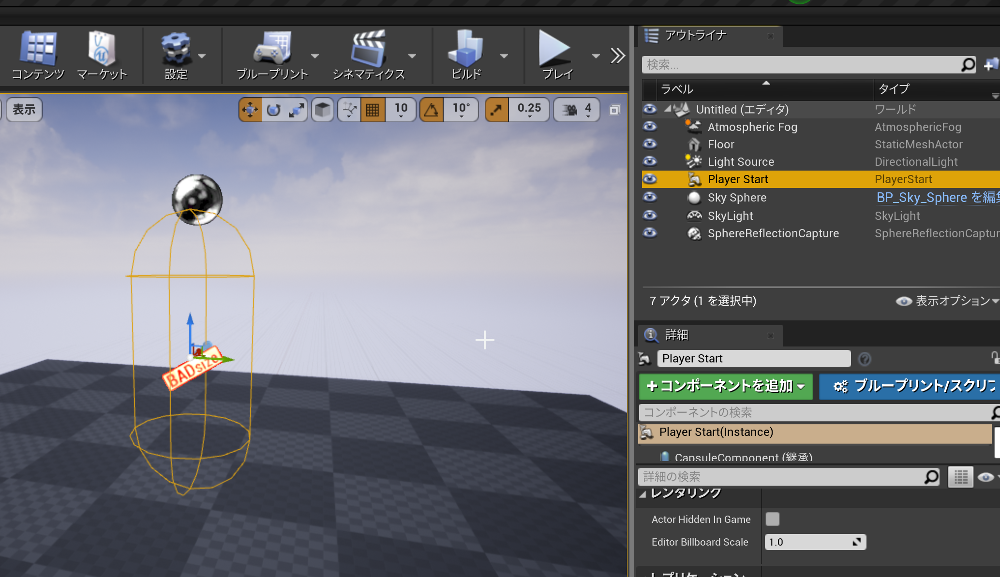 コンテンツ
マーケット
設定
ブループリント
シネマティクス
ビルド
プレイ
表示
10
10°
0.25
4
BADsize
アウトライナ
検索...
ラベル
タイプ
Untitled (エディタ)
ワールド
Atmospheric Fog
AtmosphericFog
Floor
StaticMeshActor
Light Source
DirectionalLight
Player Start
PlayerStart
Sky Sphere
BP_Sky_Sphere を編集
SkyLight
SkyLight
SphereReflectionCapture
SphereReflectionCaptur
7 アクタ (1 を選択中)
表示オプション
詳細
Player Start
+コンポーネントを追加
ブループリント/スクリプ
コンポーネントの検索
Player Start(Instance)
CapsuleComponent (継承)
詳細の検索
レンダリング
Actor Hidden In Game
Editor Billboard Scale
1.0